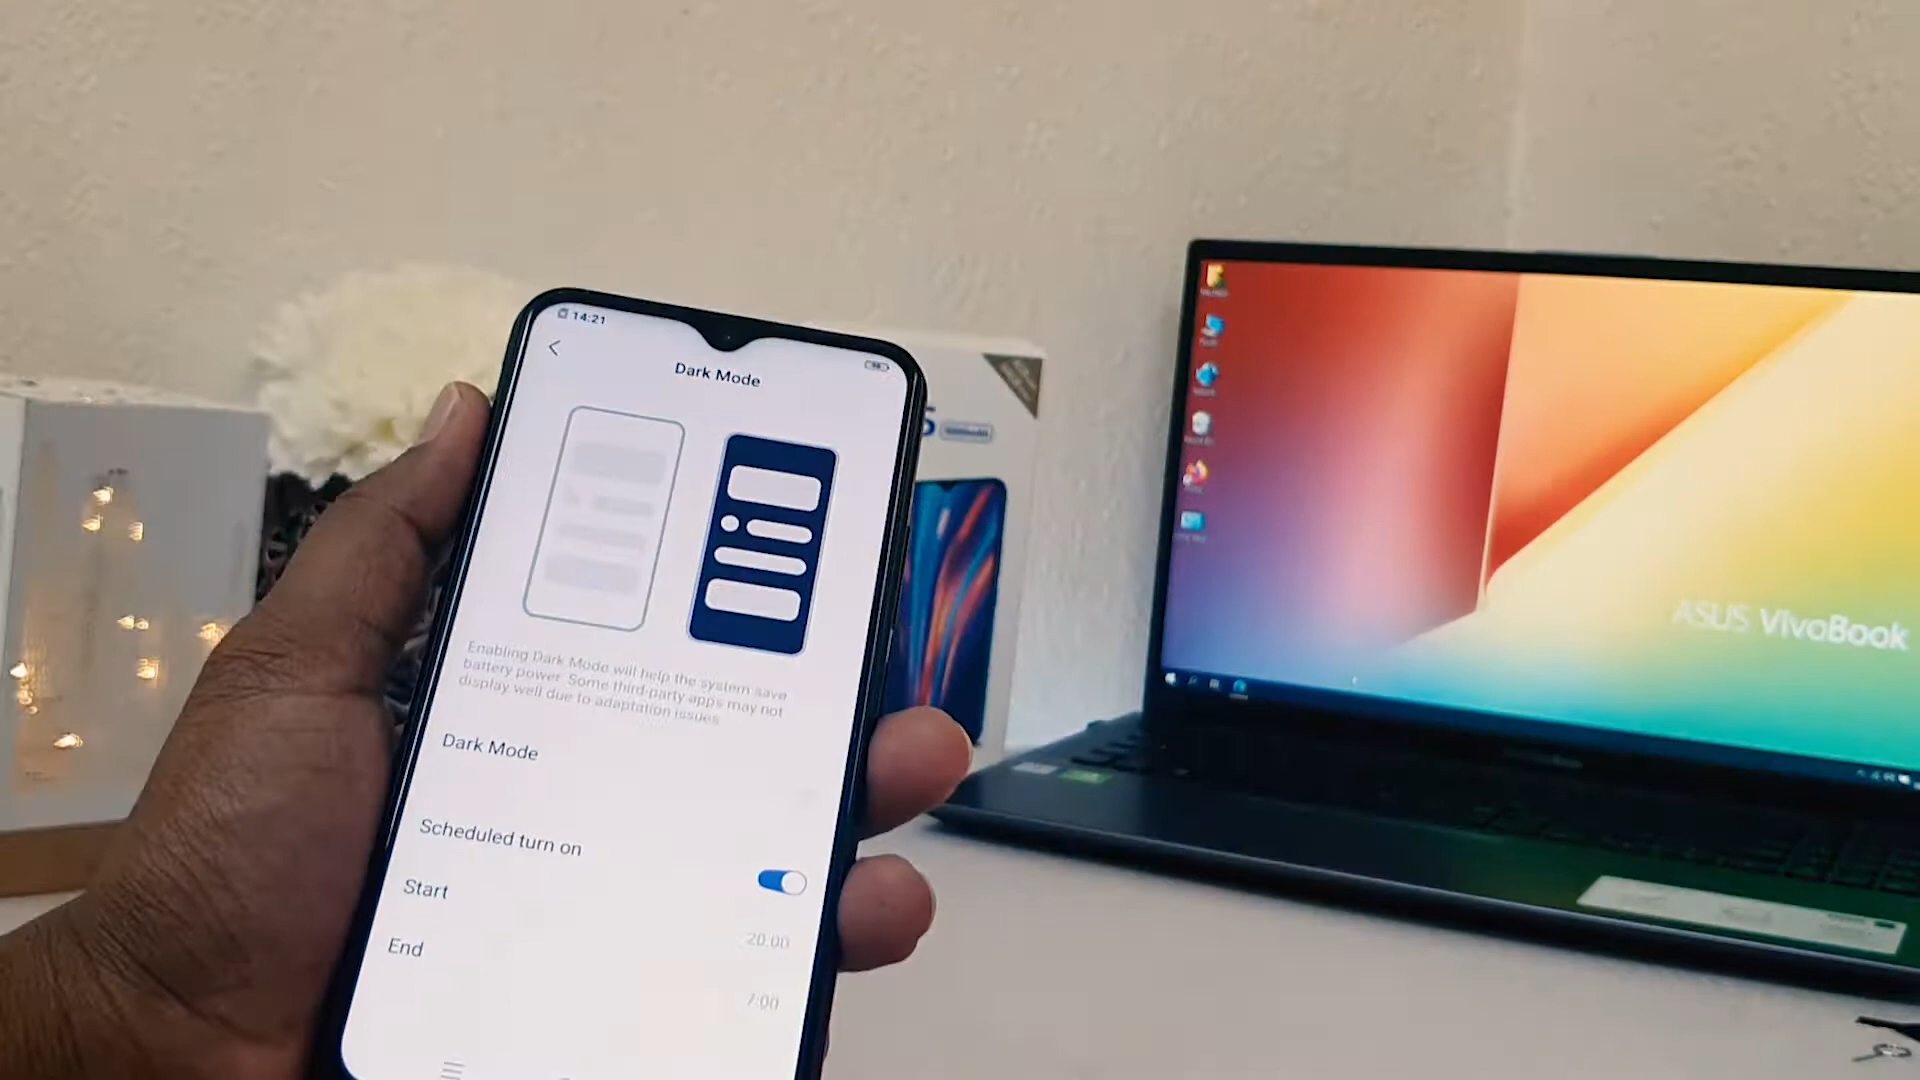 14:21
Dark Mode
Enabling Dark Mode will help the system save
battery power. Some third-party apps may not
display well due to adaptation issues.
Dark Mode
Scheduled turn on
Start
20:00
End
7:00
5
ASUS VivoBook